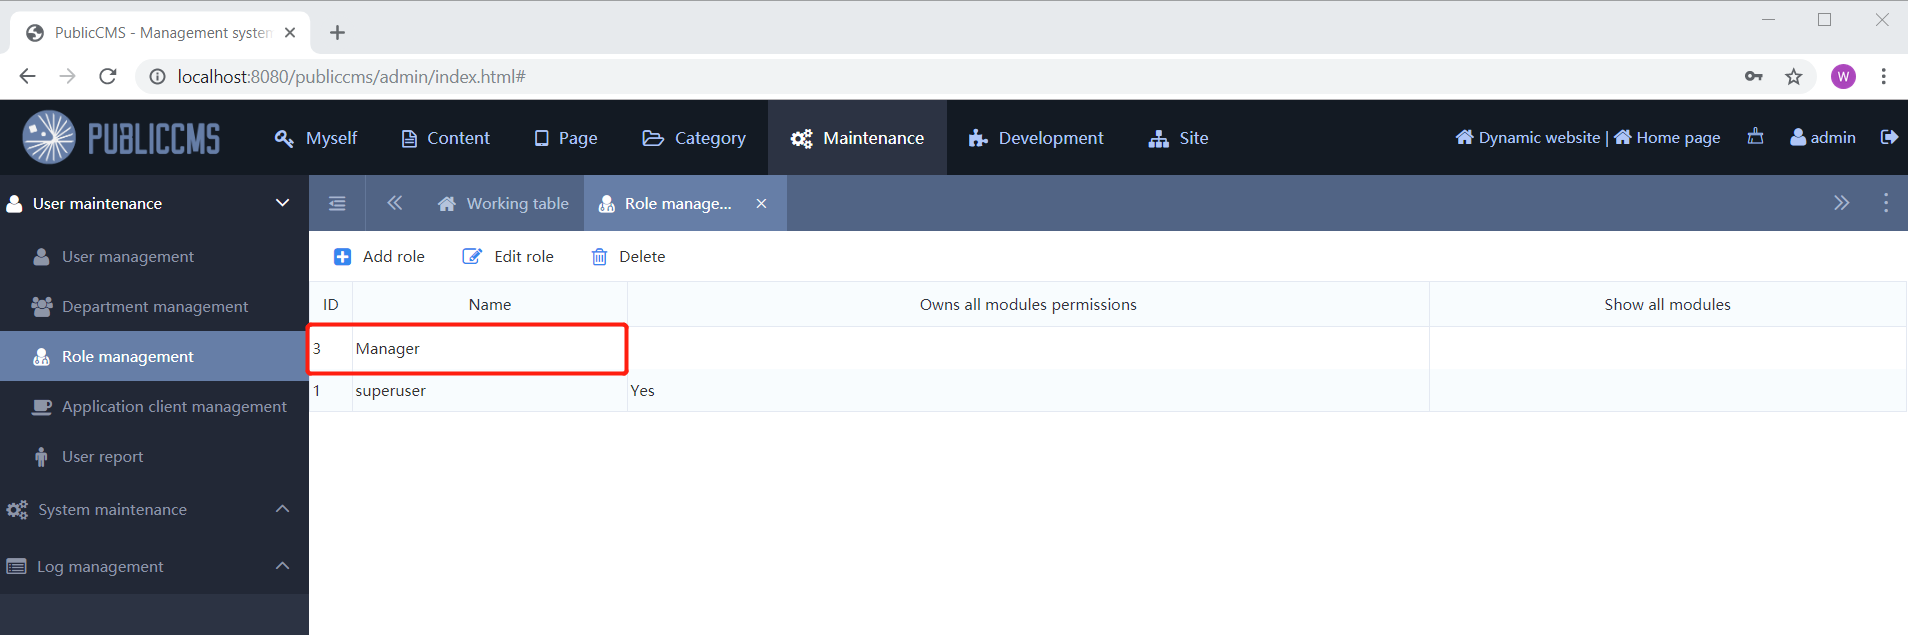 PublicCMS - Management system
localhost:8080/publiccms/admin/index.html#
W
PUBLICCMS Myself Content Page Category Maintenance Development Site Dynamic website | Home page admin
User maintenance
Working table Role manage...
User management
Department management
Role management
Application client management
User report
System maintenance
Log management
Add role Edit role Delete
ID Name Owns all modules permissions Show all modules
3 Manager
1 superuser Yes